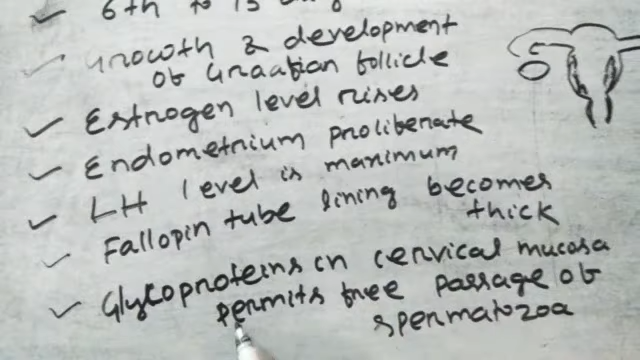 6th to 13
Growth & development
of Graafian follicle
Estrogen level rises
Endometrium proliferate
LH level is maximum
Fallopin tube lining becomes
thick
Glycoproteins in cervical mucosa
permits free passage of
spermatozoa